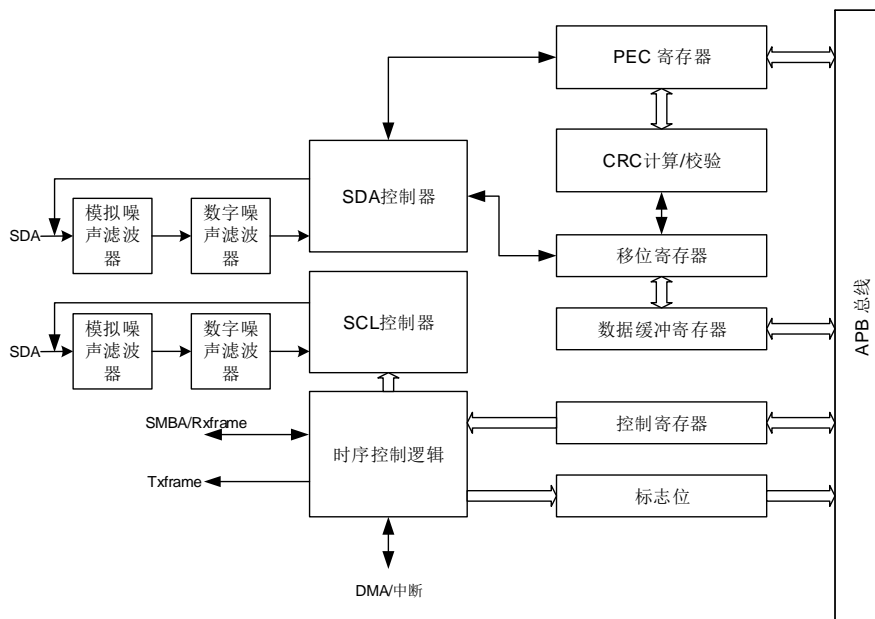 PEC 寄存器
CRC计算/校验
SDA控制器
SDA
模拟噪
声滤波
器
数字噪
声滤波
器
移位寄存器
SCL控制器
数据缓冲寄存器
SDA
模拟噪
声滤波
器
数字噪
声滤波
器
APB 总线
SMBA/Rxframe
时序控制逻辑
控制寄存器
Txframe
标志位
DMA/中断